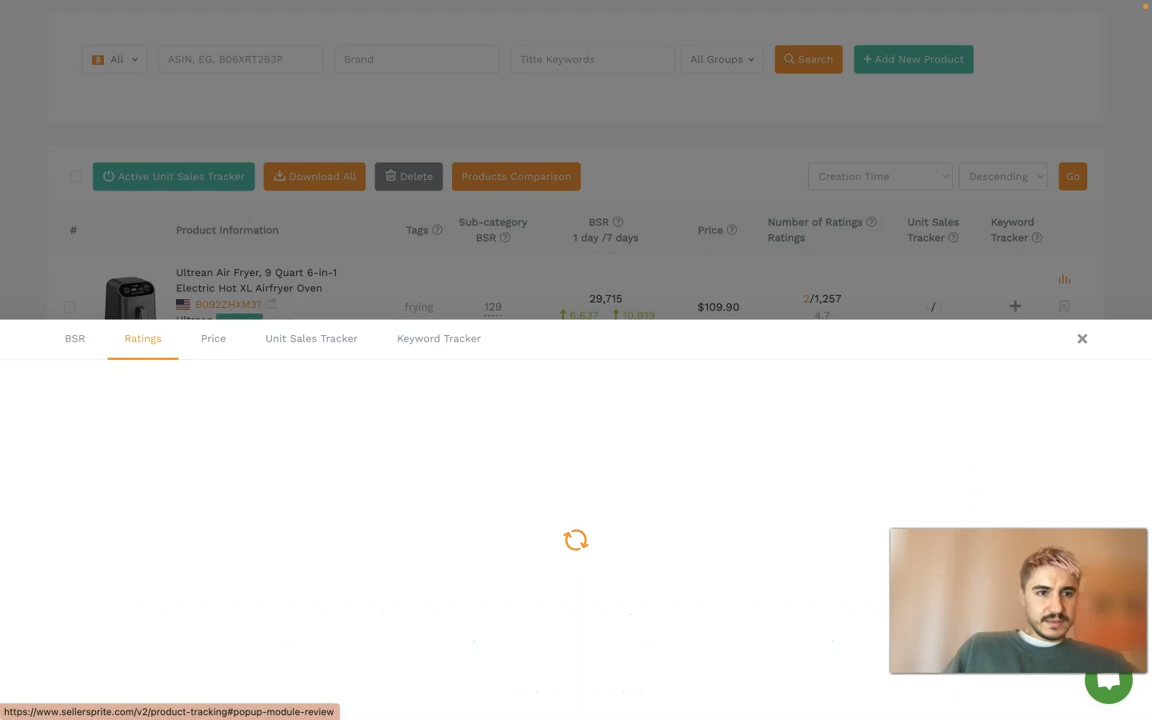 All
ASIN, EG. B06XRT2B3P
Brand
Title Keywords
All Groups
Search
+ Add New Product
Active Unit Sales Tracker
Download All
Delete
Products Comparison
Creation Time
Descending
Go
#
Product Information
Tags
Sub-category
BSR
BSR
1 day /7 days
Price
Number of Ratings
Ratings
Unit Sales
Tracker
Keyword
Tracker
Ultrean Air Fryer, 9 Quart 6-in-1
Electric Hot XL Airfryer Oven
B092ZHXM37
Ultrean
frying
129
29,715
6,637
10,919
$109.90
2/1,257
4.7
/
+
BSR
Ratings
Price
Unit Sales Tracker
Keyword Tracker
https://www.sellersprite.com/v2/product-tracking#popup-module-review